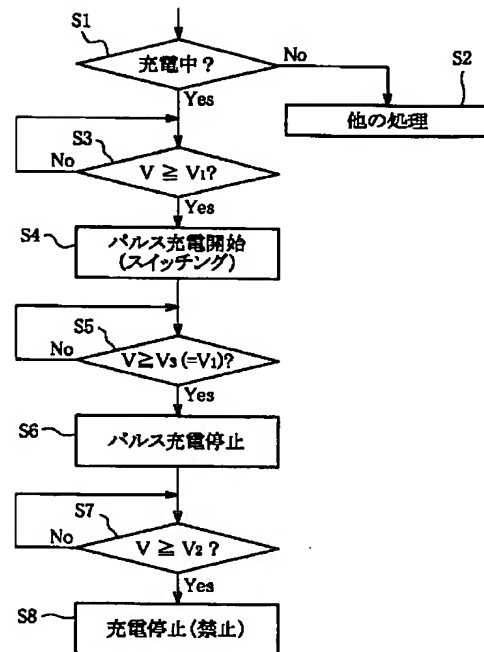 S1
充電中？
No
S2
他の処理
Yes
S3
V ≧ V₁?
No
Yes
S4
パルス充電開始
(スイッチング)
S5
V≧V₃(=V₁)?
No
Yes
S6
パルス充電停止
S7
V ≧ V₂ ?
No
Yes
S8
充電停止(禁止)